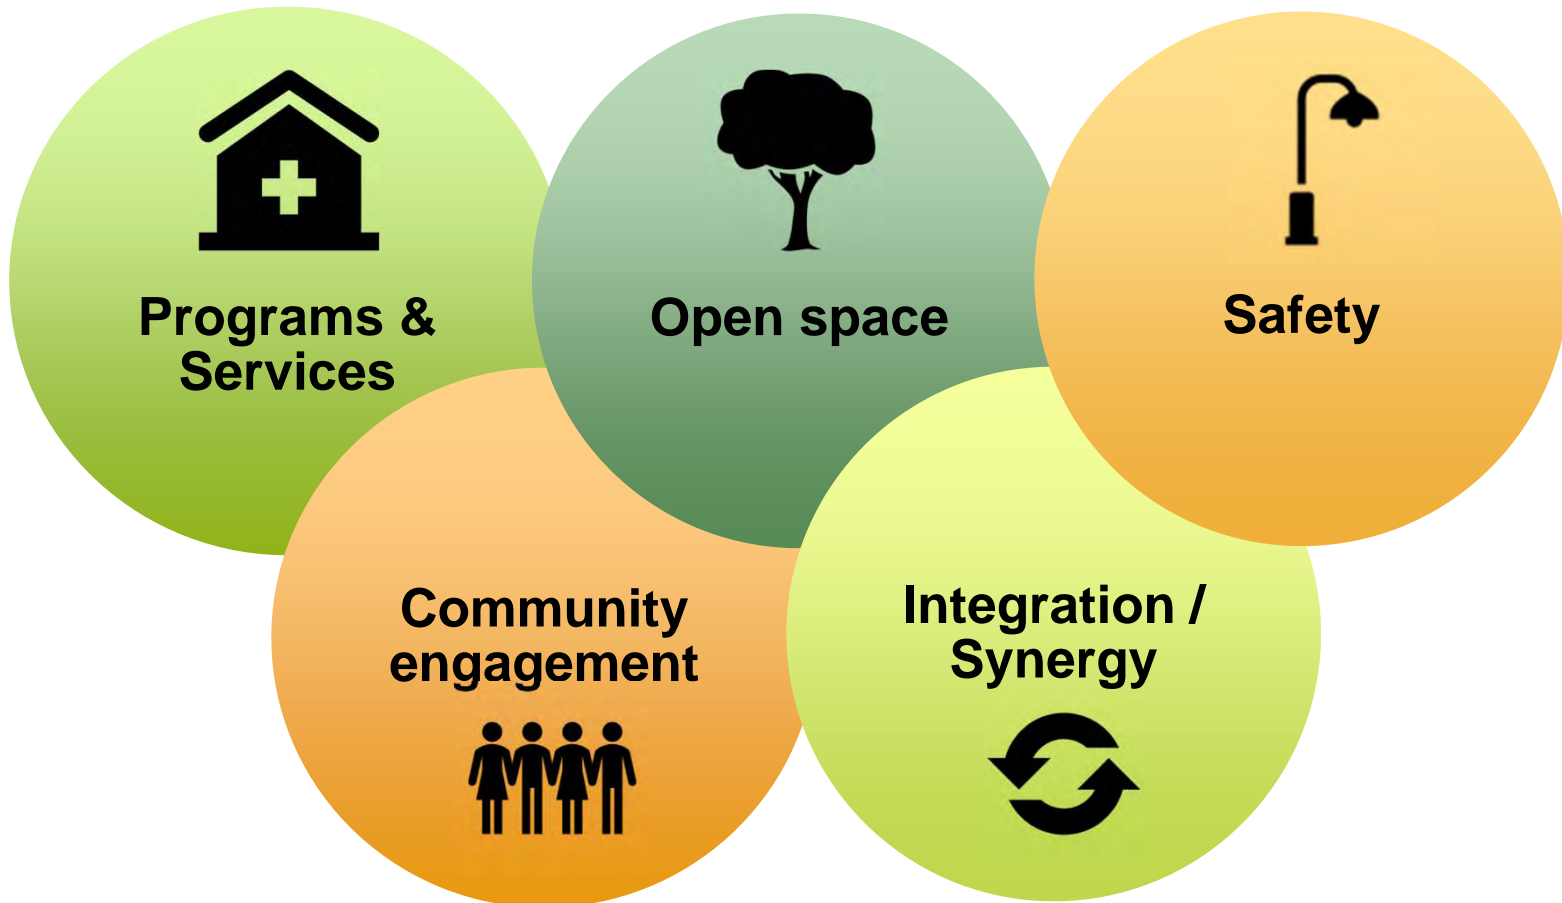 Programs &
Services
Open space
Safety
Community
engagement
Integration /
Synergy